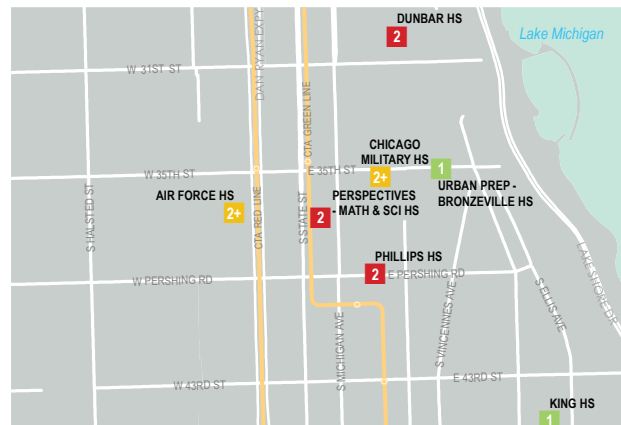 DUNBAR HS
2
Lake Michigan
DAN RYAN EXPY
W 31ST ST
CTA GREEN LINE
CHICAGO
MILITARY HS
2+
E 35TH ST
1
URBAN PREP -
BRONZEVILLE HS
W 35TH ST
AIR FORCE HS
2+
S HALSTED ST
CTA RED LINE
S STATE ST
2
PERSPECTIVES
- MATH & SCI HS
PHILLIPS HS
2
E PERSHING RD
W PERSHING RD
S MICHIGAN AVE
S VINCENNES AVE
S ELLIS AVE
LAKE SHORE DR
W 43RD ST
E 43RD ST
KING HS
1